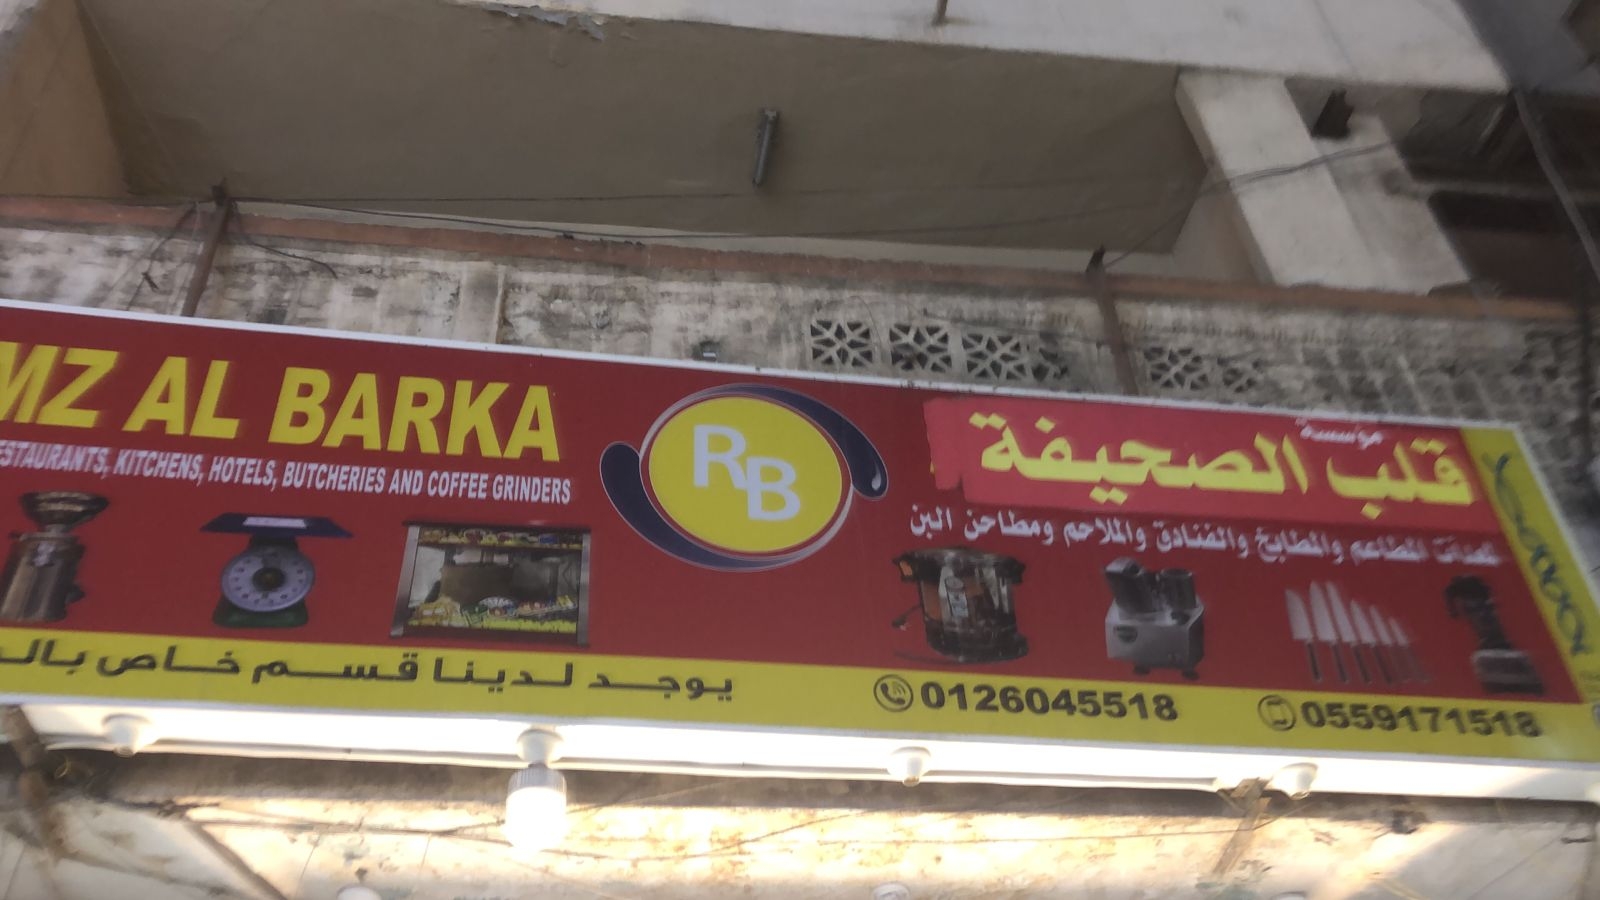 MZ AL BARKA
ESTAURANTS, KITCHENS, HOTELS, BUTCHERIES AND COFFEE GRINDERS
RB
مؤسسة
قلب الصحيفة
لمعدات المطاعم والمطابخ والفنادق والملاحم ومطاحن البن
يوجد لدينا قسم خاص بالـ
0126045518
0559171518